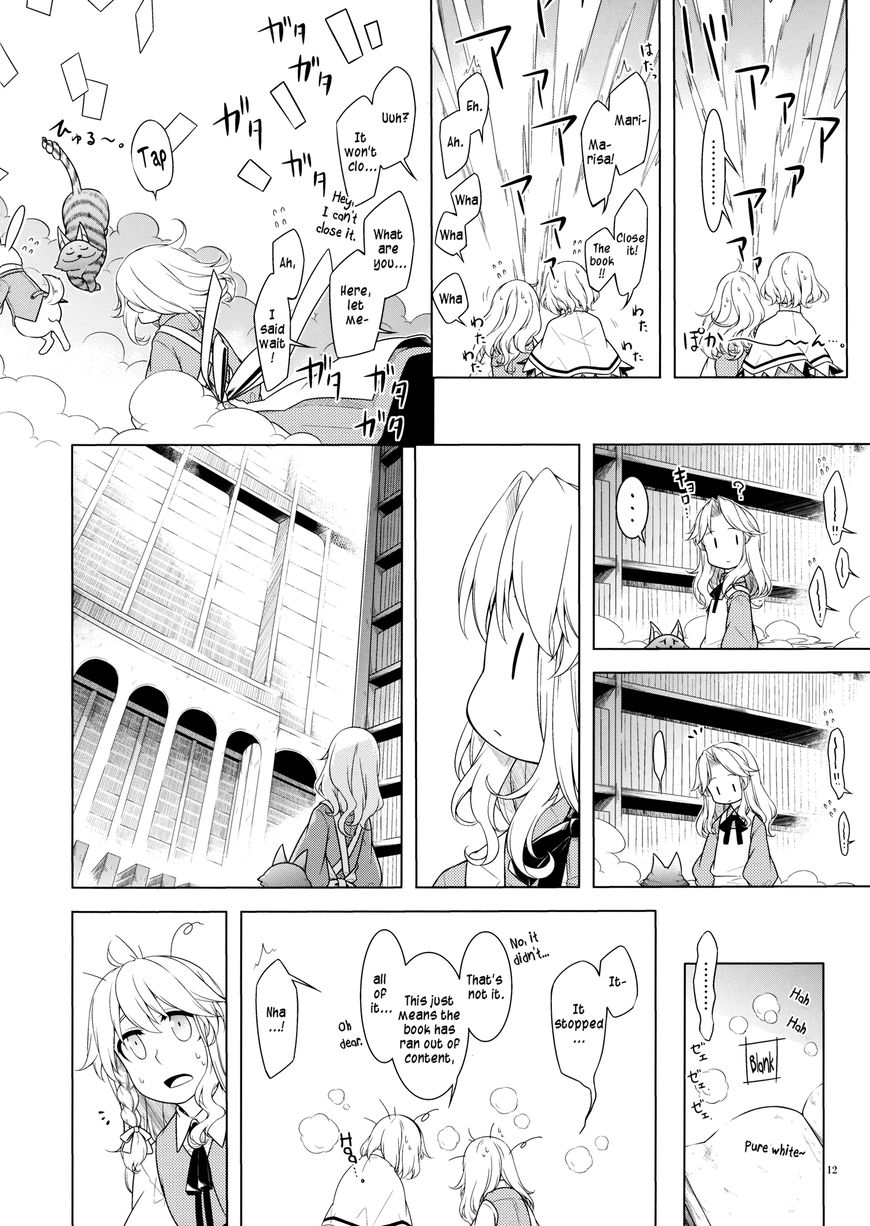 アアアアア
.......
ぽかーーん…。
はたっ
アアアアア
Mari-
Ma-
risa!
Close
it!
The
book
!!
Eh.
Ah.
Wha
Wha
Wha
わたわた
わたわた
ガタ
ガタ
ガタ
ガタ
Uuh?
It
won't
clo...
Hey,
I can't
close it.
What
are
you...
Here,
let
me-
Ah,
I
said
wait!
Tap
ひゅる〜。
ガタ
ガタ
ガタ
?
キョロ…
...
.......
Hah
Hah
ゼェ
ゼェ
ゼェ
Blank
Pure white~
It-
It
stopped
...
No, it
didn't...
That's
not it.
This just
means the
book has
ran out of
content,
all
of
it...
Oh
dear.
Nha
...!
12